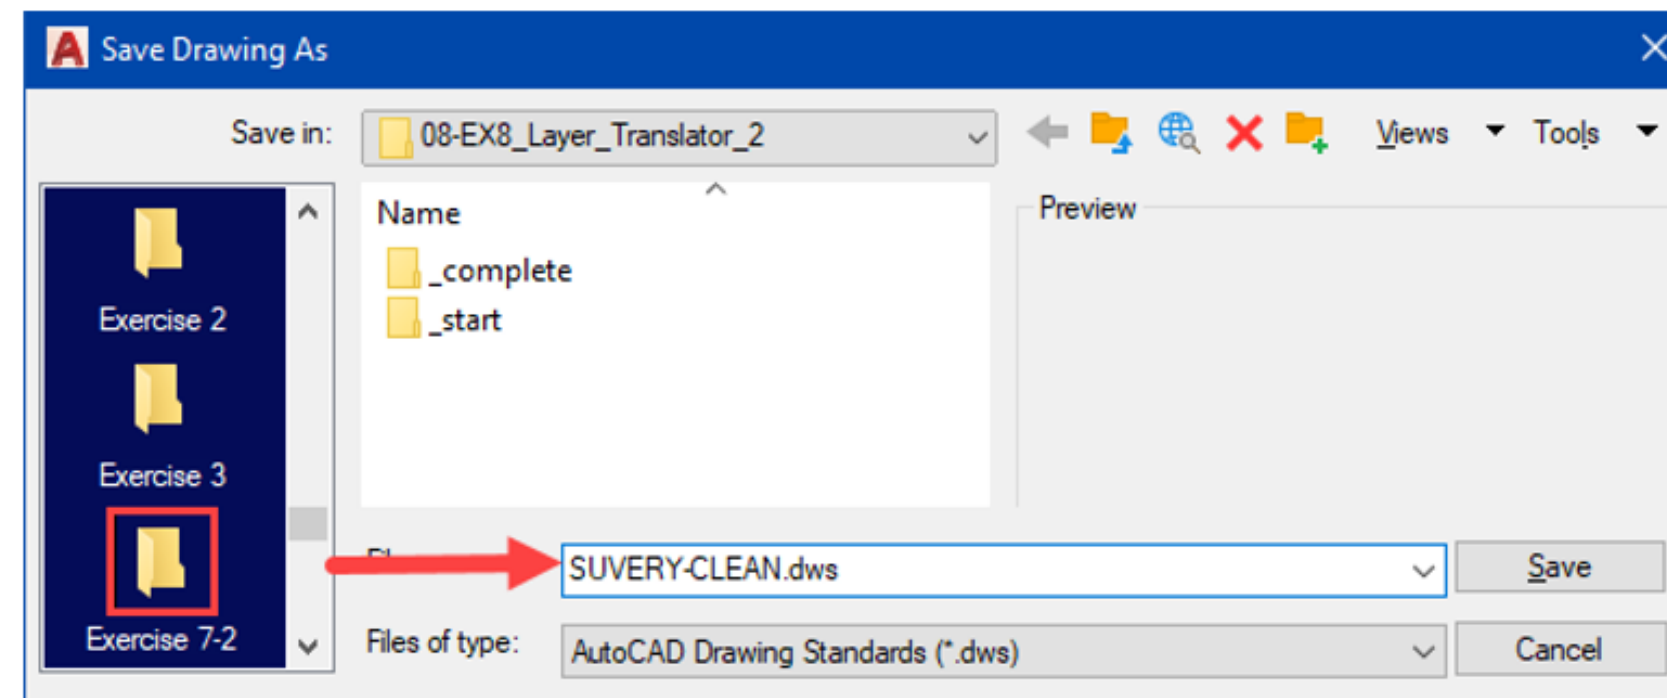 Save Drawing As
Save in: 08-EX8_Layer_Translator_2 Views Tools
Name
Preview
_complete
_start
Exercise 2
Exercise 3
Exercise 7-2
SUVERY-CLEAN.dws Save
Files of type: AutoCAD Drawing Standards (*.dws) Cancel